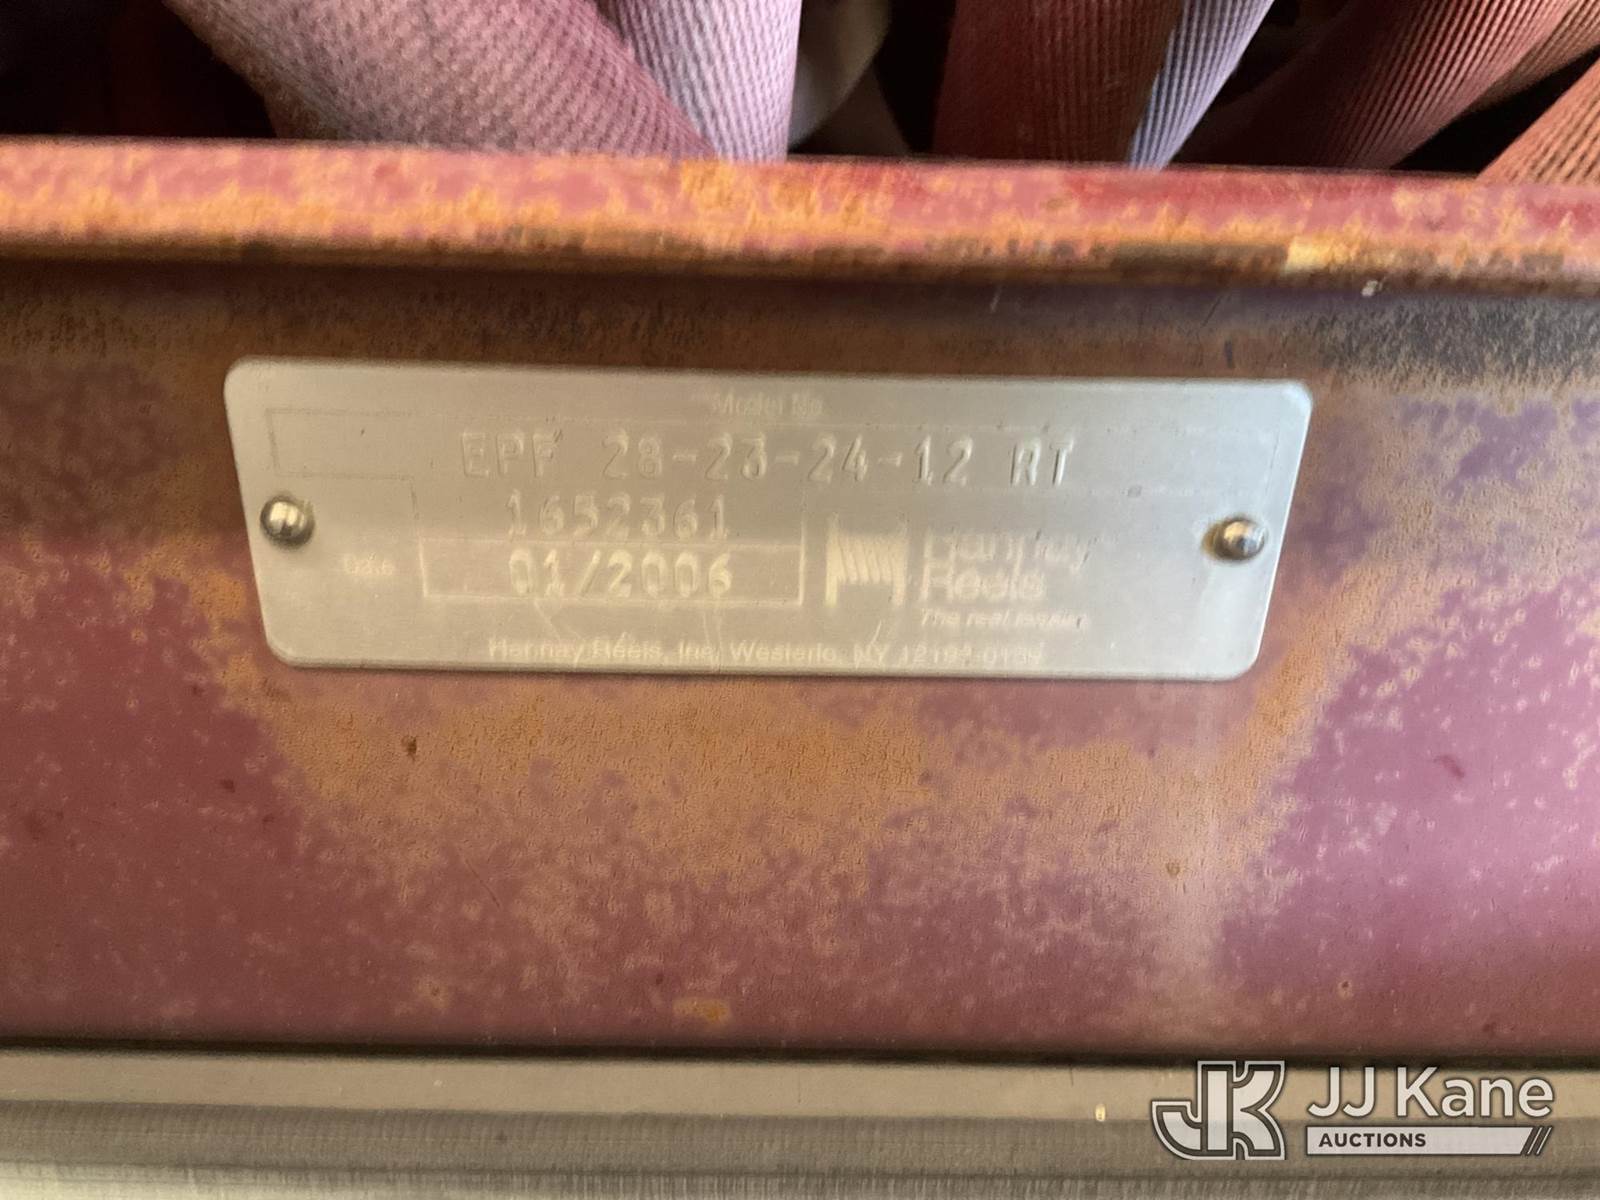 Model No.
EPF 28-23-24-12 RT
1652361
Date 01/2006
Hannay
Reels
The reel leader.
Hannay Reels, Inc. Westerlo, NY 12193-0159
JK JJ Kane
AUCTIONS